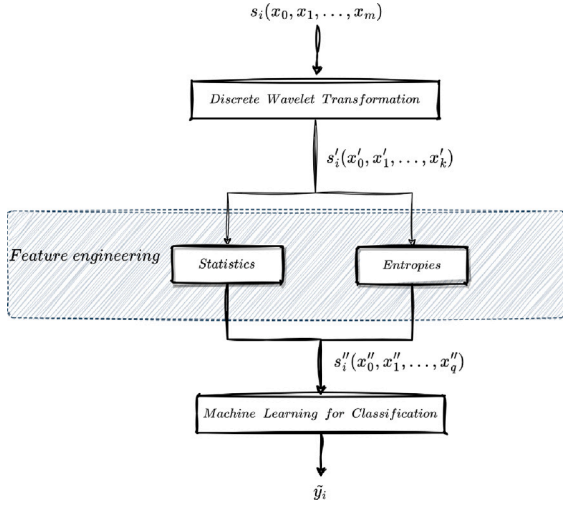 s_i(x_0, x_1, ..., x_m)
Discrete Wavelet Transformation
s'_i(x'_0, x'_1, ..., x'_k)
Feature engineering
Statistics
Entropies
s''_i(x''_0, x''_1, ..., x''_q)
Machine Learning for Classification
ỹ_i